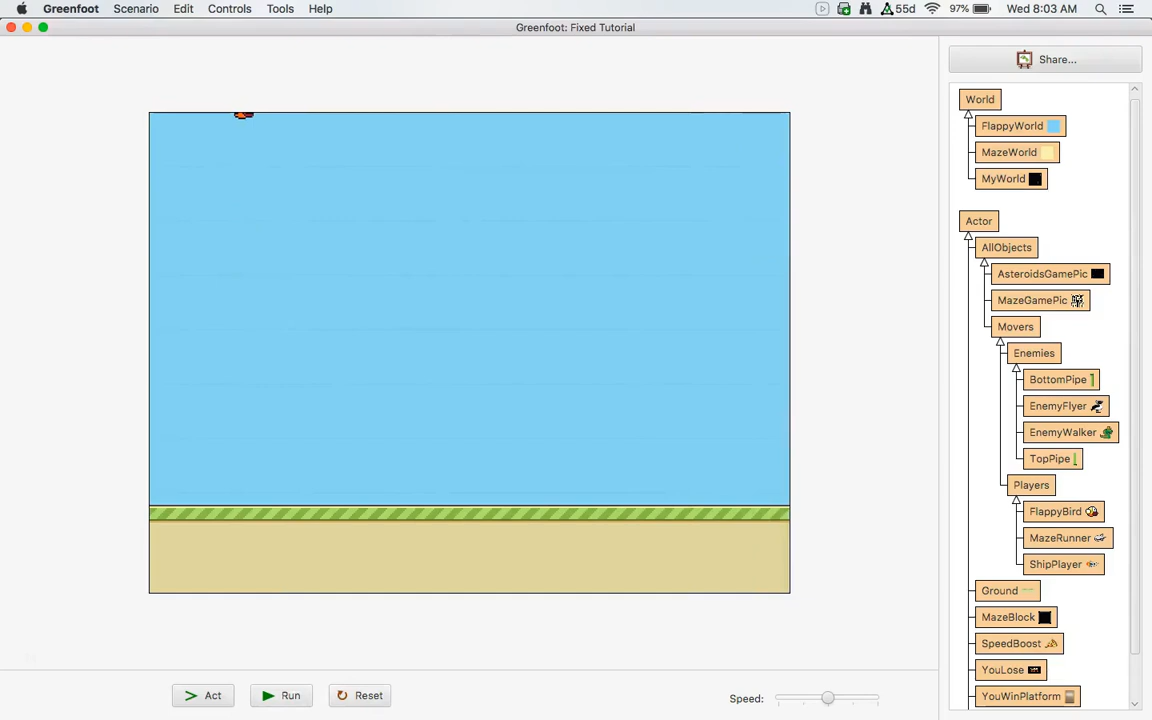 Greenfoot Scenario Edit Controls Tools Help 55d 97% Wed 8:03 AM
Greenfoot: Fixed Tutorial
Share...
World
FlappyWorld
MazeWorld
MyWorld
Actor
AllObjects
AsteroidsGamePic
MazeGamePic
Movers
Enemies
BottomPipe
EnemyFlyer
EnemyWalker
TopPipe
Players
FlappyBird
MazeRunner
ShipPlayer
Ground
MazeBlock
SpeedBoost
YouLose
YouWinPlatform
Act Run Reset Speed: